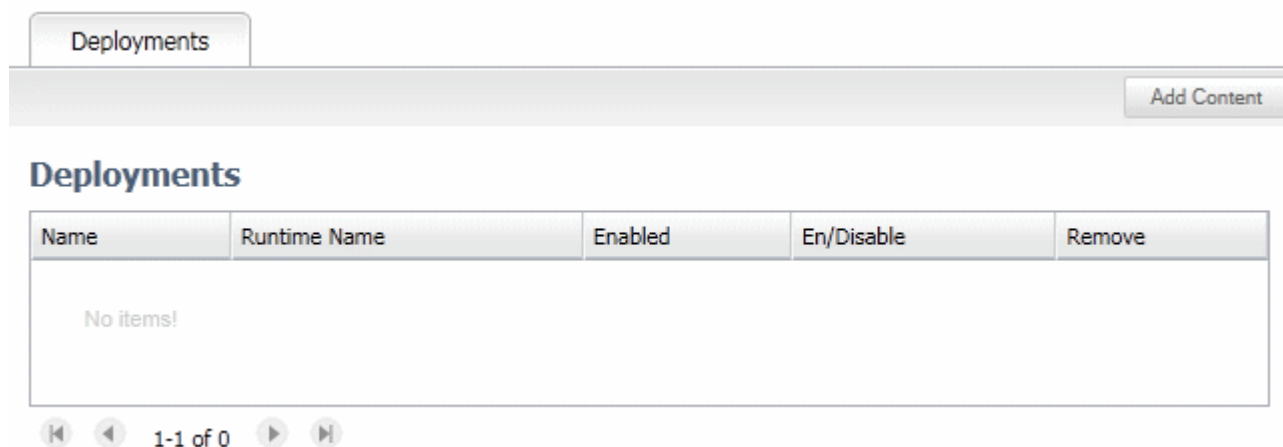 Deployments
Add Content
Deployments
Name Runtime Name Enabled En/Disable Remove
No items!
1-1 of 0